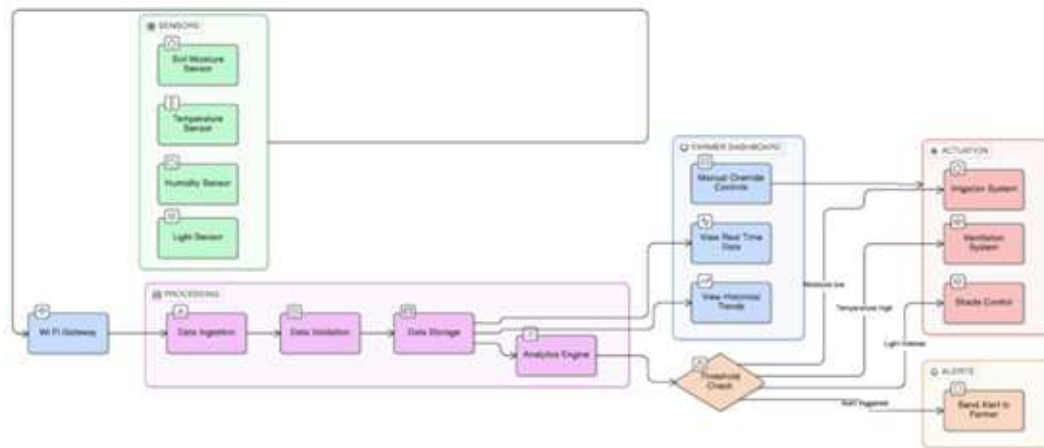 SENSORS
Soil Moisture
Sensor
Temperature
Sensor
Humidity Sensor
Light Sensor
Wi Fi Gateway
PROCESSING
Data Ingestion
Data Validation
Data Storage
Analytics Engine
FARMER DASHBOARD
Manual Override
Controls
View Real Time
Data
View Historical
Trends
Threshold
Check
Moisture low
Temperature high
Light intense
Alert triggered
ACTUATION
Irrigation System
Ventilation
System
Shade Control
ALERTS
Send Alert to
Farmer